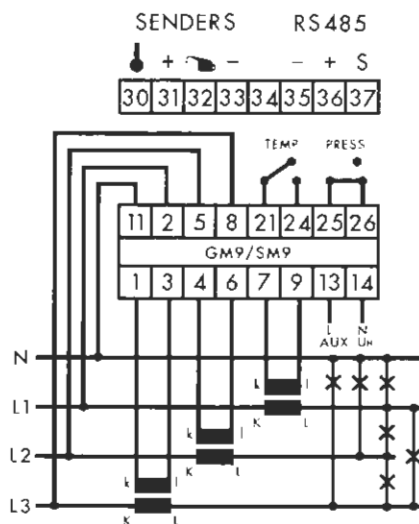 SENDERS RS485
+ − − + S
30 31 32 33 34 35 36 37
TEMP PRESS
11 2 5 8 21 24 25 26
GM9/SM9
1 3 4 6 7 9 13 14
L N
AUX UH
N
k l
L1
K L
k l
L2
K L
k l
L3
K L